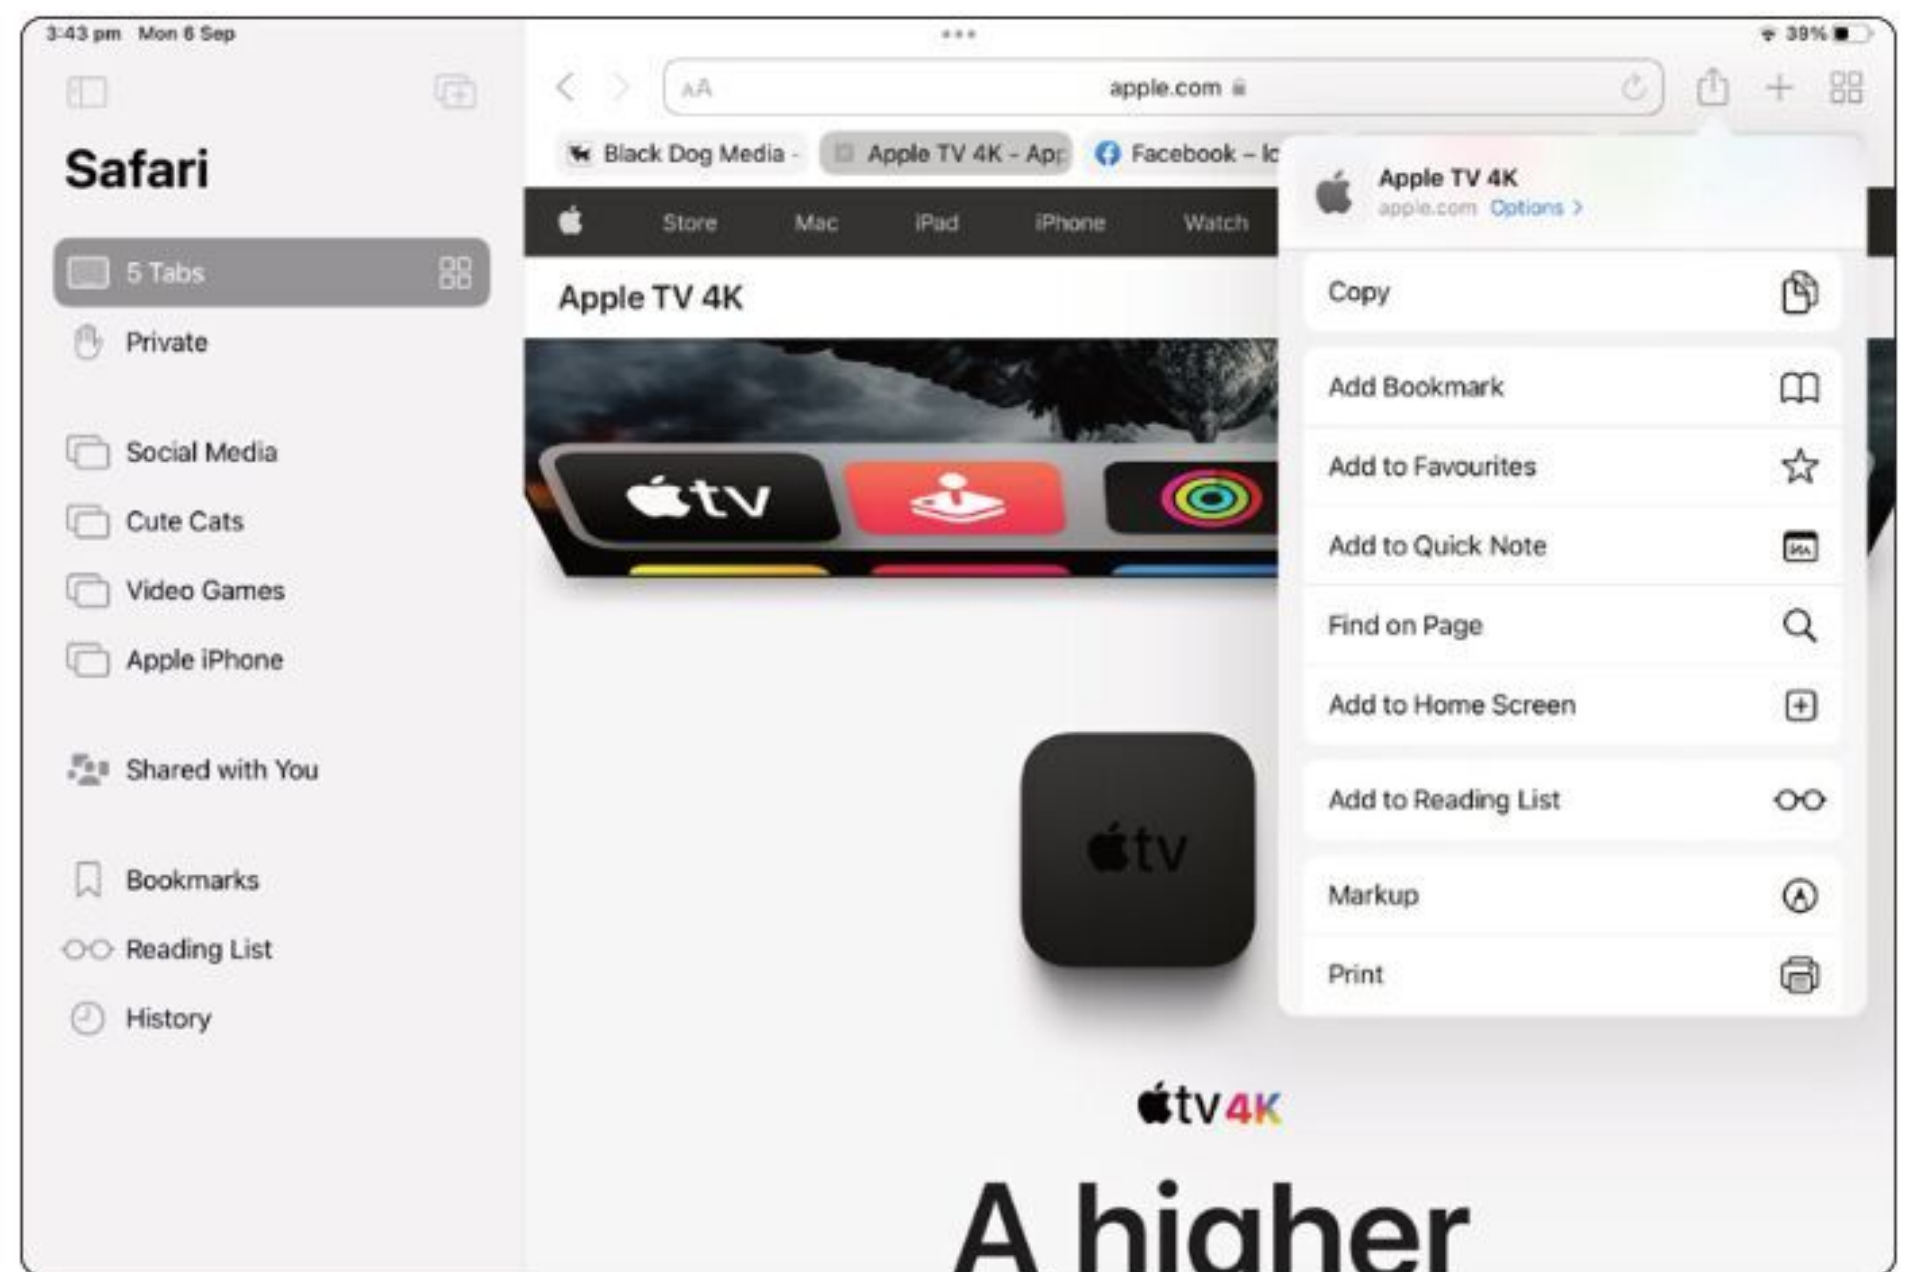 3:43 pm Mon 6 Sep
39%
Safari
5 Tabs
Private
Social Media
Cute Cats
Video Games
Apple iPhone
Shared with You
Bookmarks
Reading List
History
AA
apple.com
Black Dog Media -
Apple TV 4K - App
Facebook – lo
Store
Mac
iPad
iPhone
Watch
Apple TV 4K
tv
tv
tv4K
A higher
Apple TV 4K
apple.com Options >
Copy
Add Bookmark
Add to Favourites
Add to Quick Note
Find on Page
Add to Home Screen
Add to Reading List
Markup
Print